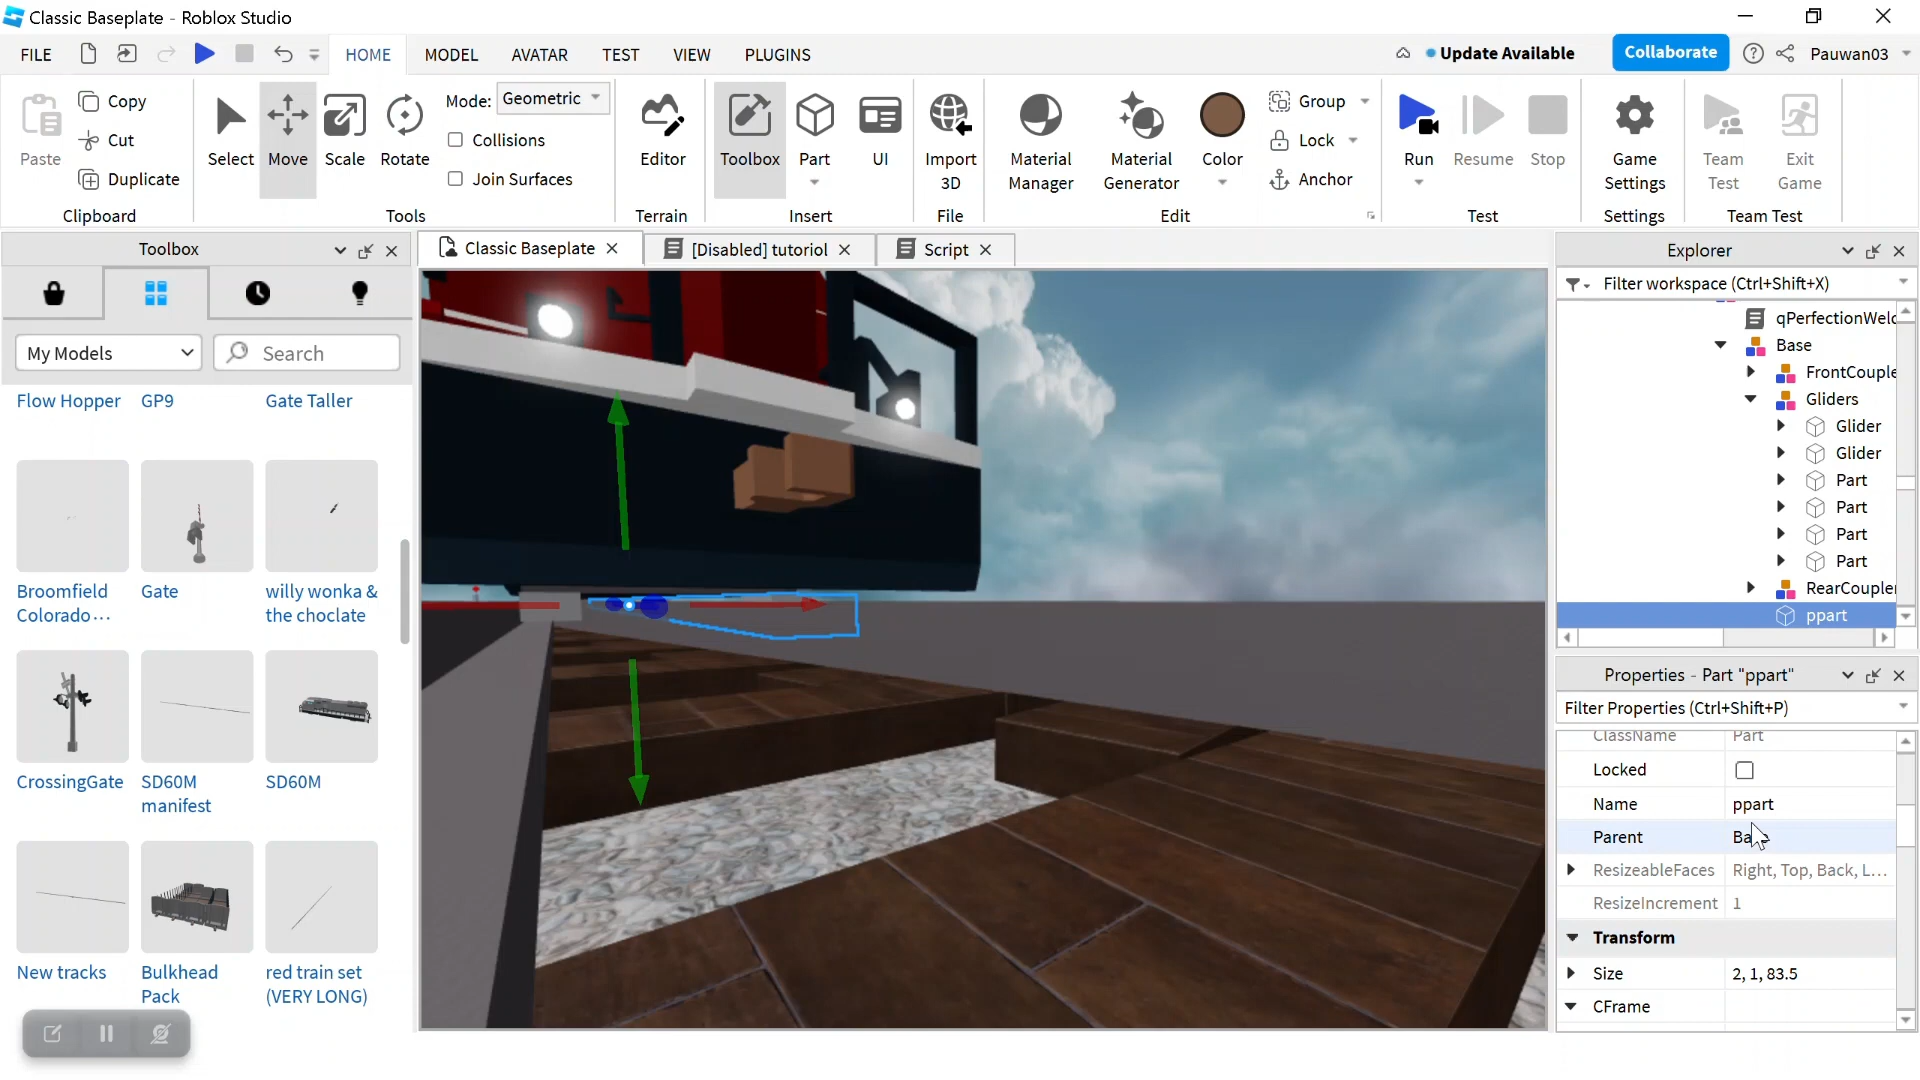 Classic Baseplate - Roblox Studio
FILE
HOME
MODEL
AVATAR
TEST
VIEW
PLUGINS
Update Available
Collaborate
Pauwan03
Paste
Copy
Cut
Duplicate
Clipboard
Select
Move
Scale
Rotate
Mode: Geometric
Collisions
Join Surfaces
Tools
Editor
Terrain
Toolbox
Part
UI
Insert
Import
3D
File
Material
Manager
Material
Generator
Color
Group
Lock
Anchor
Edit
Run
Resume
Stop
Test
Game
Settings
Settings
Team
Test
Exit
Game
Team Test
Toolbox
My Models
Search
Flow Hopper
GP9
Gate Taller
Broomfield
Colorado...
Gate
willy wonka &
the choclate
CrossingGate
SD60M
manifest
SD60M
New tracks
Bulkhead
Pack
red train set
(VERY LONG)
Classic Baseplate
[Disabled] tutoriol
Script
Explorer
Filter workspace (Ctrl+Shift+X)
qPerfectionWeld
Base
FrontCouple
Gliders
Glider
Glider
Part
Part
Part
Part
RearCoupler
ppart
Properties - Part "ppart"
Filter Properties (Ctrl+Shift+P)
ClassName Part
Locked
Name ppart
Parent
ResizeableFaces Right, Top, Back, L...
ResizeIncrement 1
Transform
Size 2, 1, 83.5
CFrame